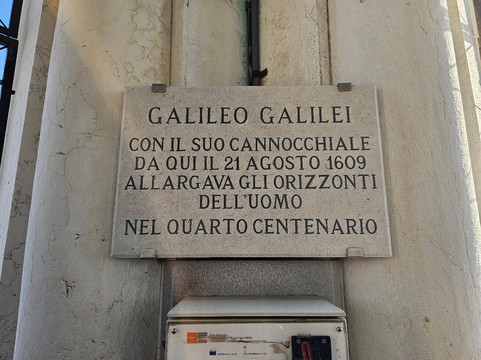 GALILEO GALILEI
CON IL SUO CANNOCCHIALE
DA QUI IL 21 AGOSTO 1609
ALLARGAVA GLI ORIZZONTI
DELL'UOMO
NEL QUARTO CENTENARIO